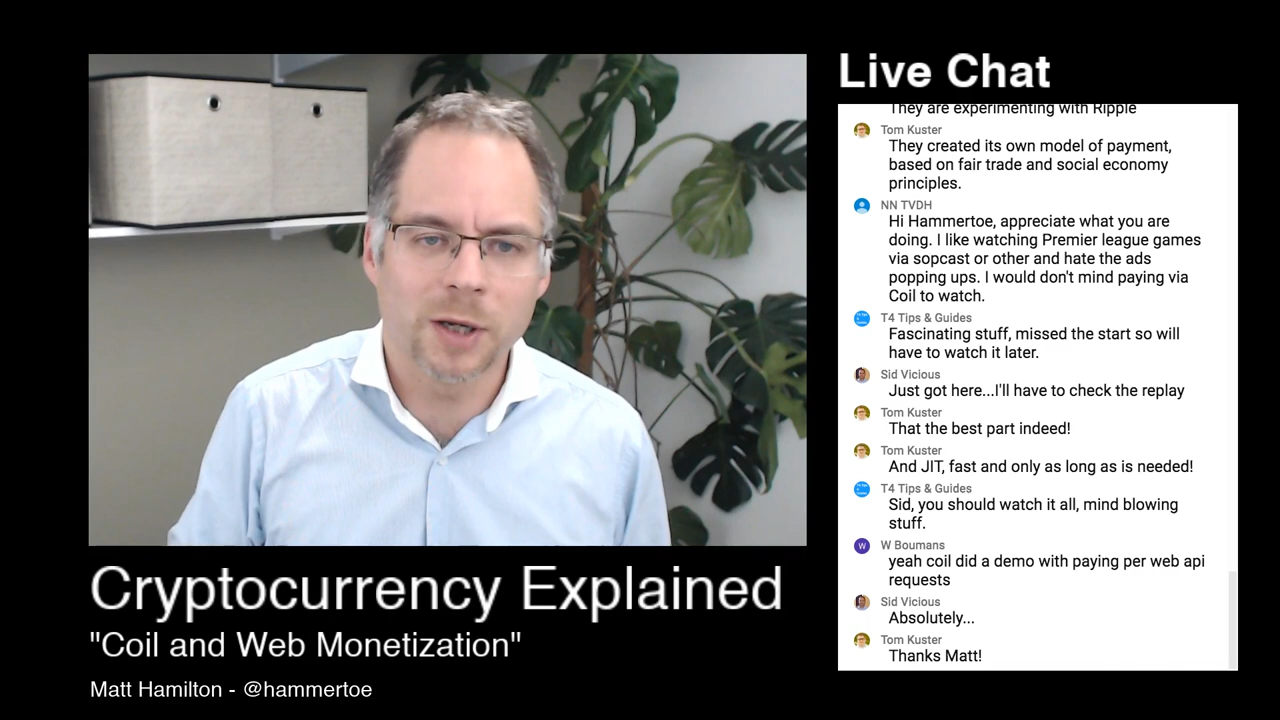 Live Chat
They are experimenting with Ripple
Tom Kuster
They created its own model of payment,
based on fair trade and social economy
principles.
NN TVDH
Hi Hammertoe, appreciate what you are
doing. I like watching Premier league games
via sopcast or other and hate the ads
popping ups. I would don't mind paying via
Coil to watch.
T4 Tips & Guides
Fascinating stuff, missed the start so will
have to watch it later.
Sid Vicious
Just got here...I'll have to check the replay
Tom Kuster
That the best part indeed!
Tom Kuster
And JIT, fast and only as long as is needed!
T4 Tips & Guides
Sid, you should watch it all, mind blowing
stuff.
W
W Boumans
yeah coil did a demo with paying per web api
requests
Sid Vicious
Absolutely...
Tom Kuster
Thanks Matt!
Cryptocurrency Explained
"Coil and Web Monetization"
Matt Hamilton - @hammertoe